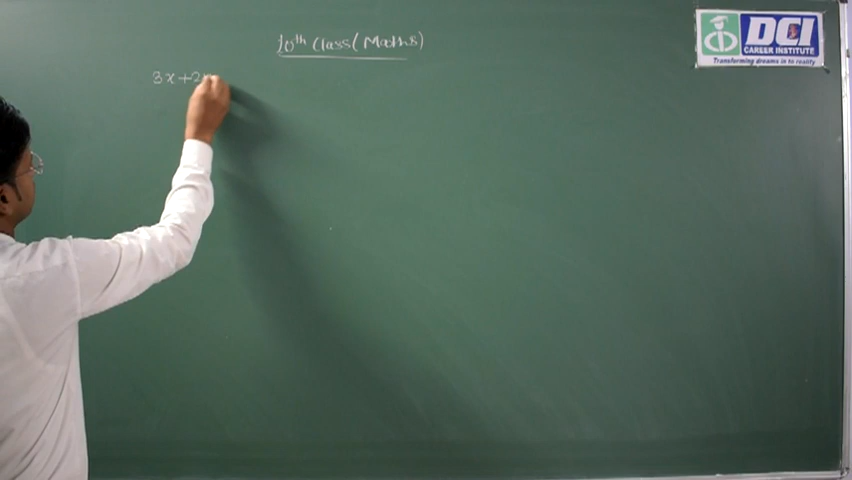 10th Class (Maths)
3x+2
DCI
CAREER INSTITUTE
Transforming dreams in to reality